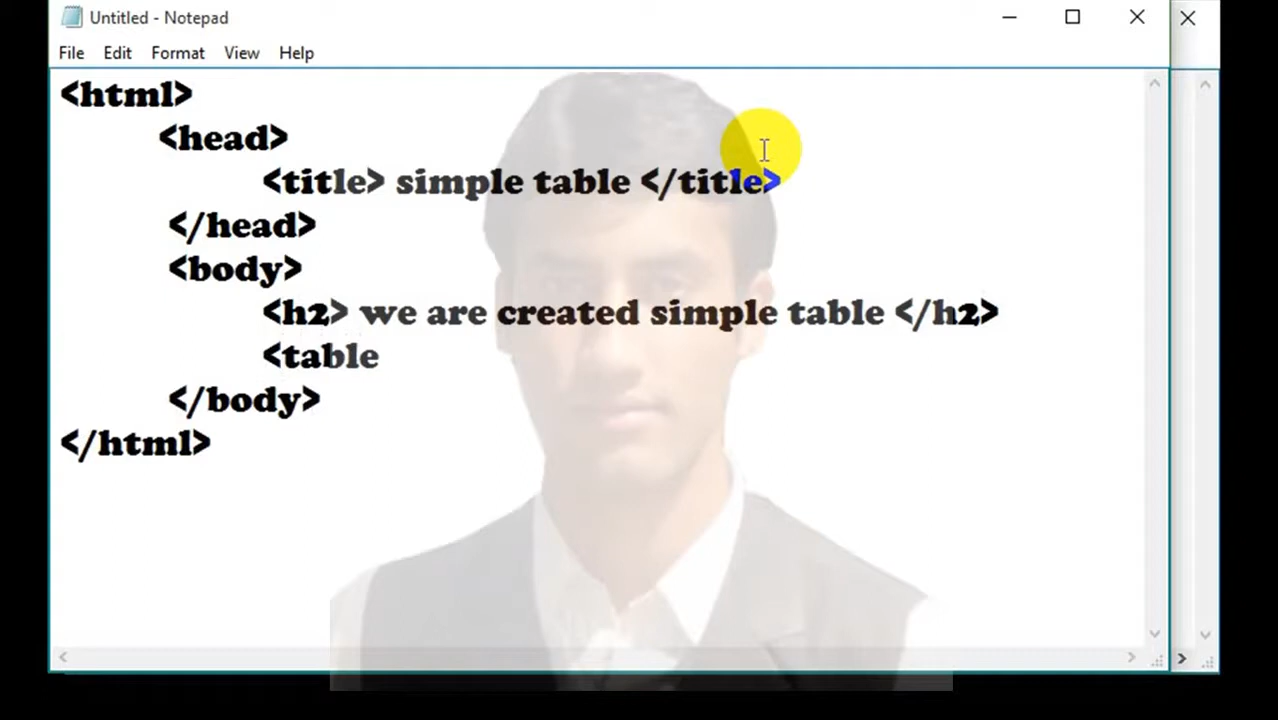 Untitled - Notepad
File Edit Format View Help
<html>
<head>
<title> simple table </title>
</head>
<body>
<h2> we are created simple table </h2>
<table
</body>
</html>